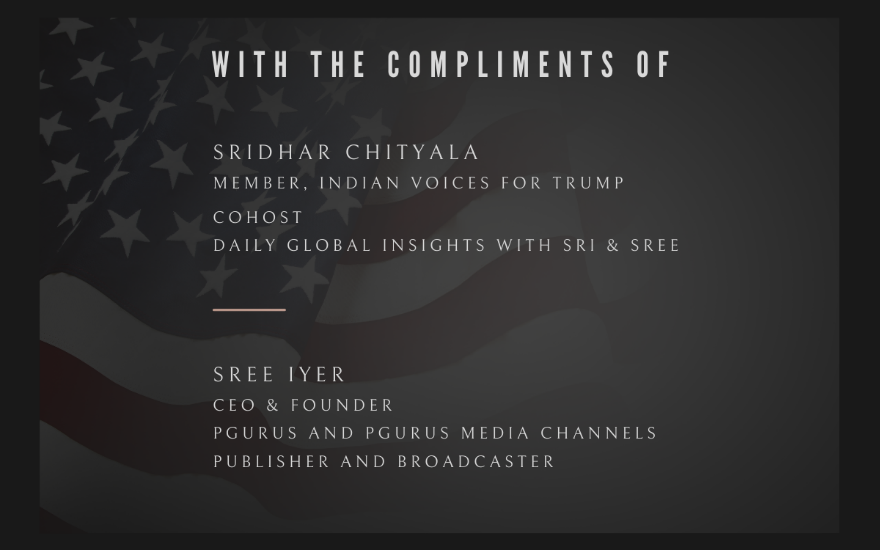 WITH THE COMPLIMENTS OF
SRIDHAR CHITYALA
MEMBER, INDIAN VOICES FOR TRUMP
COHOST
DAILY GLOBAL INSIGHTS WITH SRI & SREE
SREE IYER
CEO & FOUNDER
PGURUS AND PGURUS MEDIA CHANNELS
PUBLISHER AND BROADCASTER